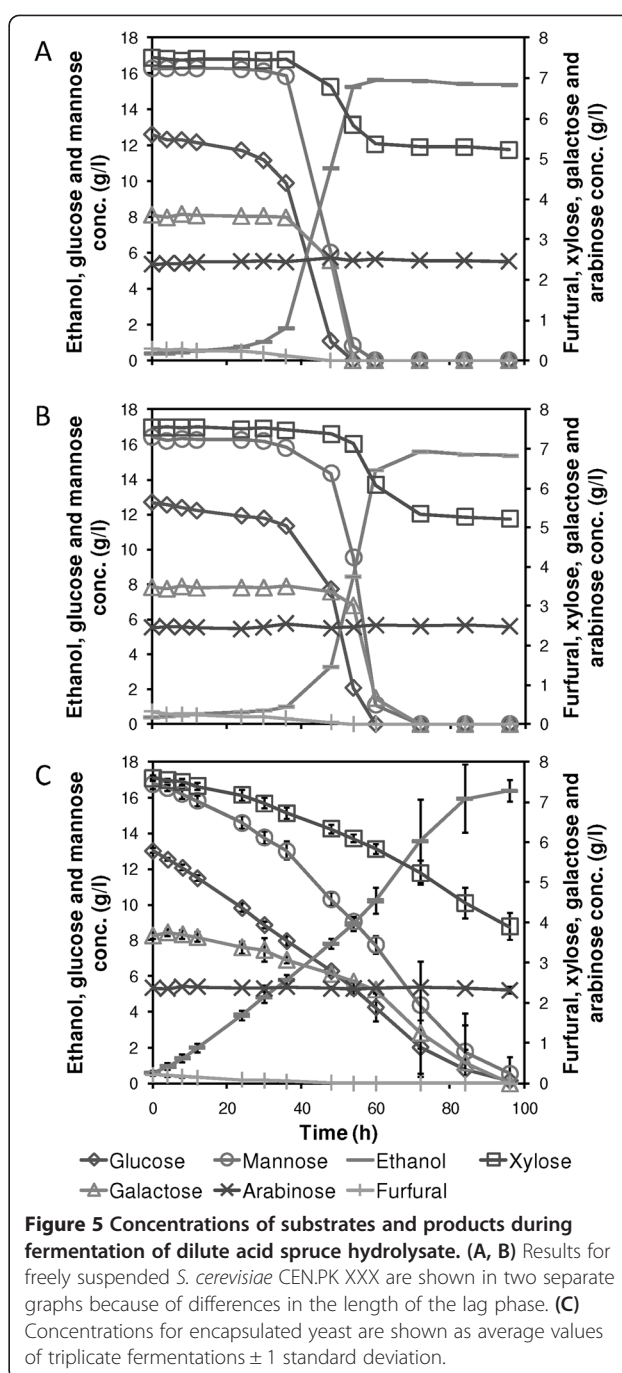 A
Ethanol, glucose and mannose
conc. (g/l)
18
16
14
12
10
8
6
4
2
0
8
7
6
5
4
3
2
1
0
Furfural, xylose, galactose and
arabinose conc. (g/l)
B
Ethanol, glucose and mannose
conc. (g/l)
18
16
14
12
10
8
6
4
2
0
8
7
6
5
4
3
2
1
0
Furfural, xylose, galactose and
arabinose conc. (g/l)
C
Ethanol, glucose and mannose
conc. (g/l)
18
16
14
12
10
8
6
4
2
0
8
7
6
5
4
3
2
1
0
Furfural, xylose, galactose and
arabinose conc. (g/l)
0 20 40 60 80 100
Time (h)
Glucose Mannose Ethanol Xylose
Galactose Arabinose Furfural
Figure 5 Concentrations of substrates and products during
fermentation of dilute acid spruce hydrolysate. (A, B) Results for
freely suspended S. cerevisiae CEN.PK XXX are shown in two separate
graphs because of differences in the length of the lag phase. (C)
Concentrations for encapsulated yeast are shown as average values
of triplicate fermentations ± 1 standard deviation.